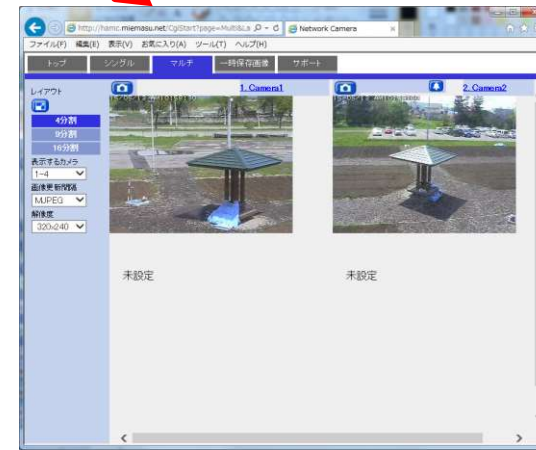 http://hamc.miemasu.net/CgiStart?page=Multi&La
Network Camera
ファイル(F) 編集(E) 表示(V) お気に入り(A) ツール(T) ヘルプ(H)
トップ シングル マルチ 一時保存画像 サポート
レイアウト
4分割
9分割
16分割
表示するカメラ
1-4
画像更新間隔
MJPEG
解像度
320x240
1. Camera1
2. Camera2
未設定
未設定